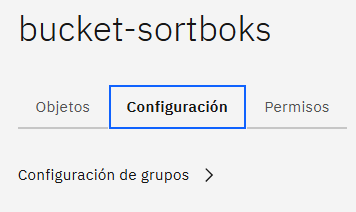 bucket-sortboks
Objetos Configuración Permisos
Configuración de grupos